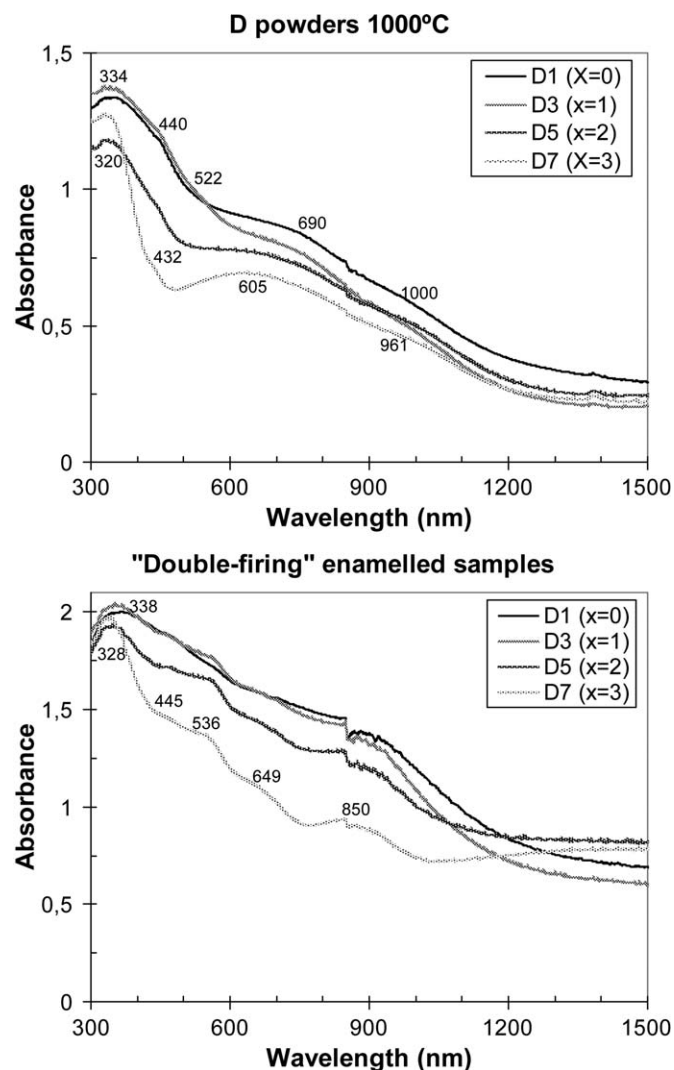 D powders 1000ºC
1,5
334
D1 (X=0)
D3 (x=1)
D5 (x=2)
D7 (X=3)
440
1
320
522
690
432
605
1000
0,5
961
0
Absorbance
300
600
900
1200
1500
Wavelength (nm)
"Double-firing" enamelled samples
2
338
D1 (x=0)
D3 (x=1)
D5 (x=2)
D7 (x=3)
328
1,5
445
536
649
850
1
0,5
0
Absorbance
300
600
900
1200
1500
Wavelength (nm)